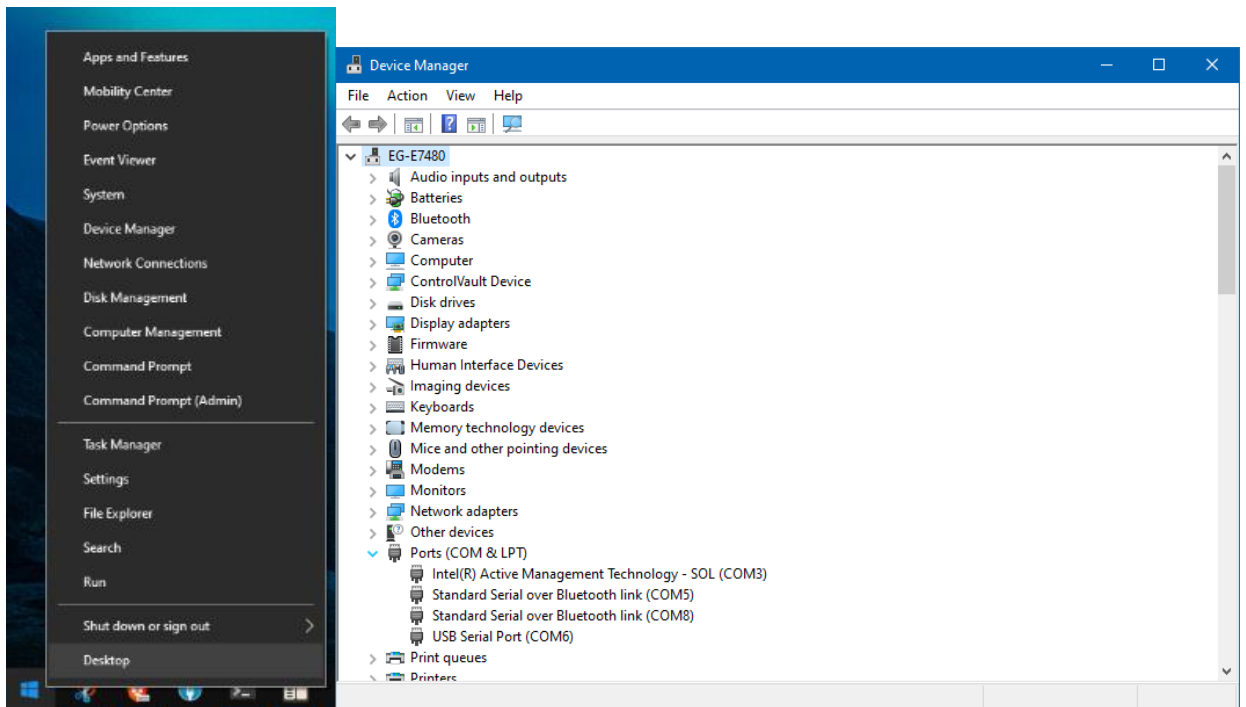 Apps and Features
Mobility Center
Power Options
Event Viewer
System
Device Manager
Network Connections
Disk Management
Computer Management
Command Prompt
Command Prompt (Admin)
Task Manager
Settings
File Explorer
Search
Run
Shut down or sign out
Desktop
Device Manager
File Action View Help
EG-E7480
Audio inputs and outputs
Batteries
Bluetooth
Cameras
Computer
ControlVault Device
Disk drives
Display adapters
Firmware
Human Interface Devices
Imaging devices
Keyboards
Memory technology devices
Mice and other pointing devices
Modems
Monitors
Network adapters
Other devices
Ports (COM & LPT)
Intel(R) Active Management Technology - SOL (COM3)
Standard Serial over Bluetooth link (COM5)
Standard Serial over Bluetooth link (COM8)
USB Serial Port (COM6)
Print queues
Printers